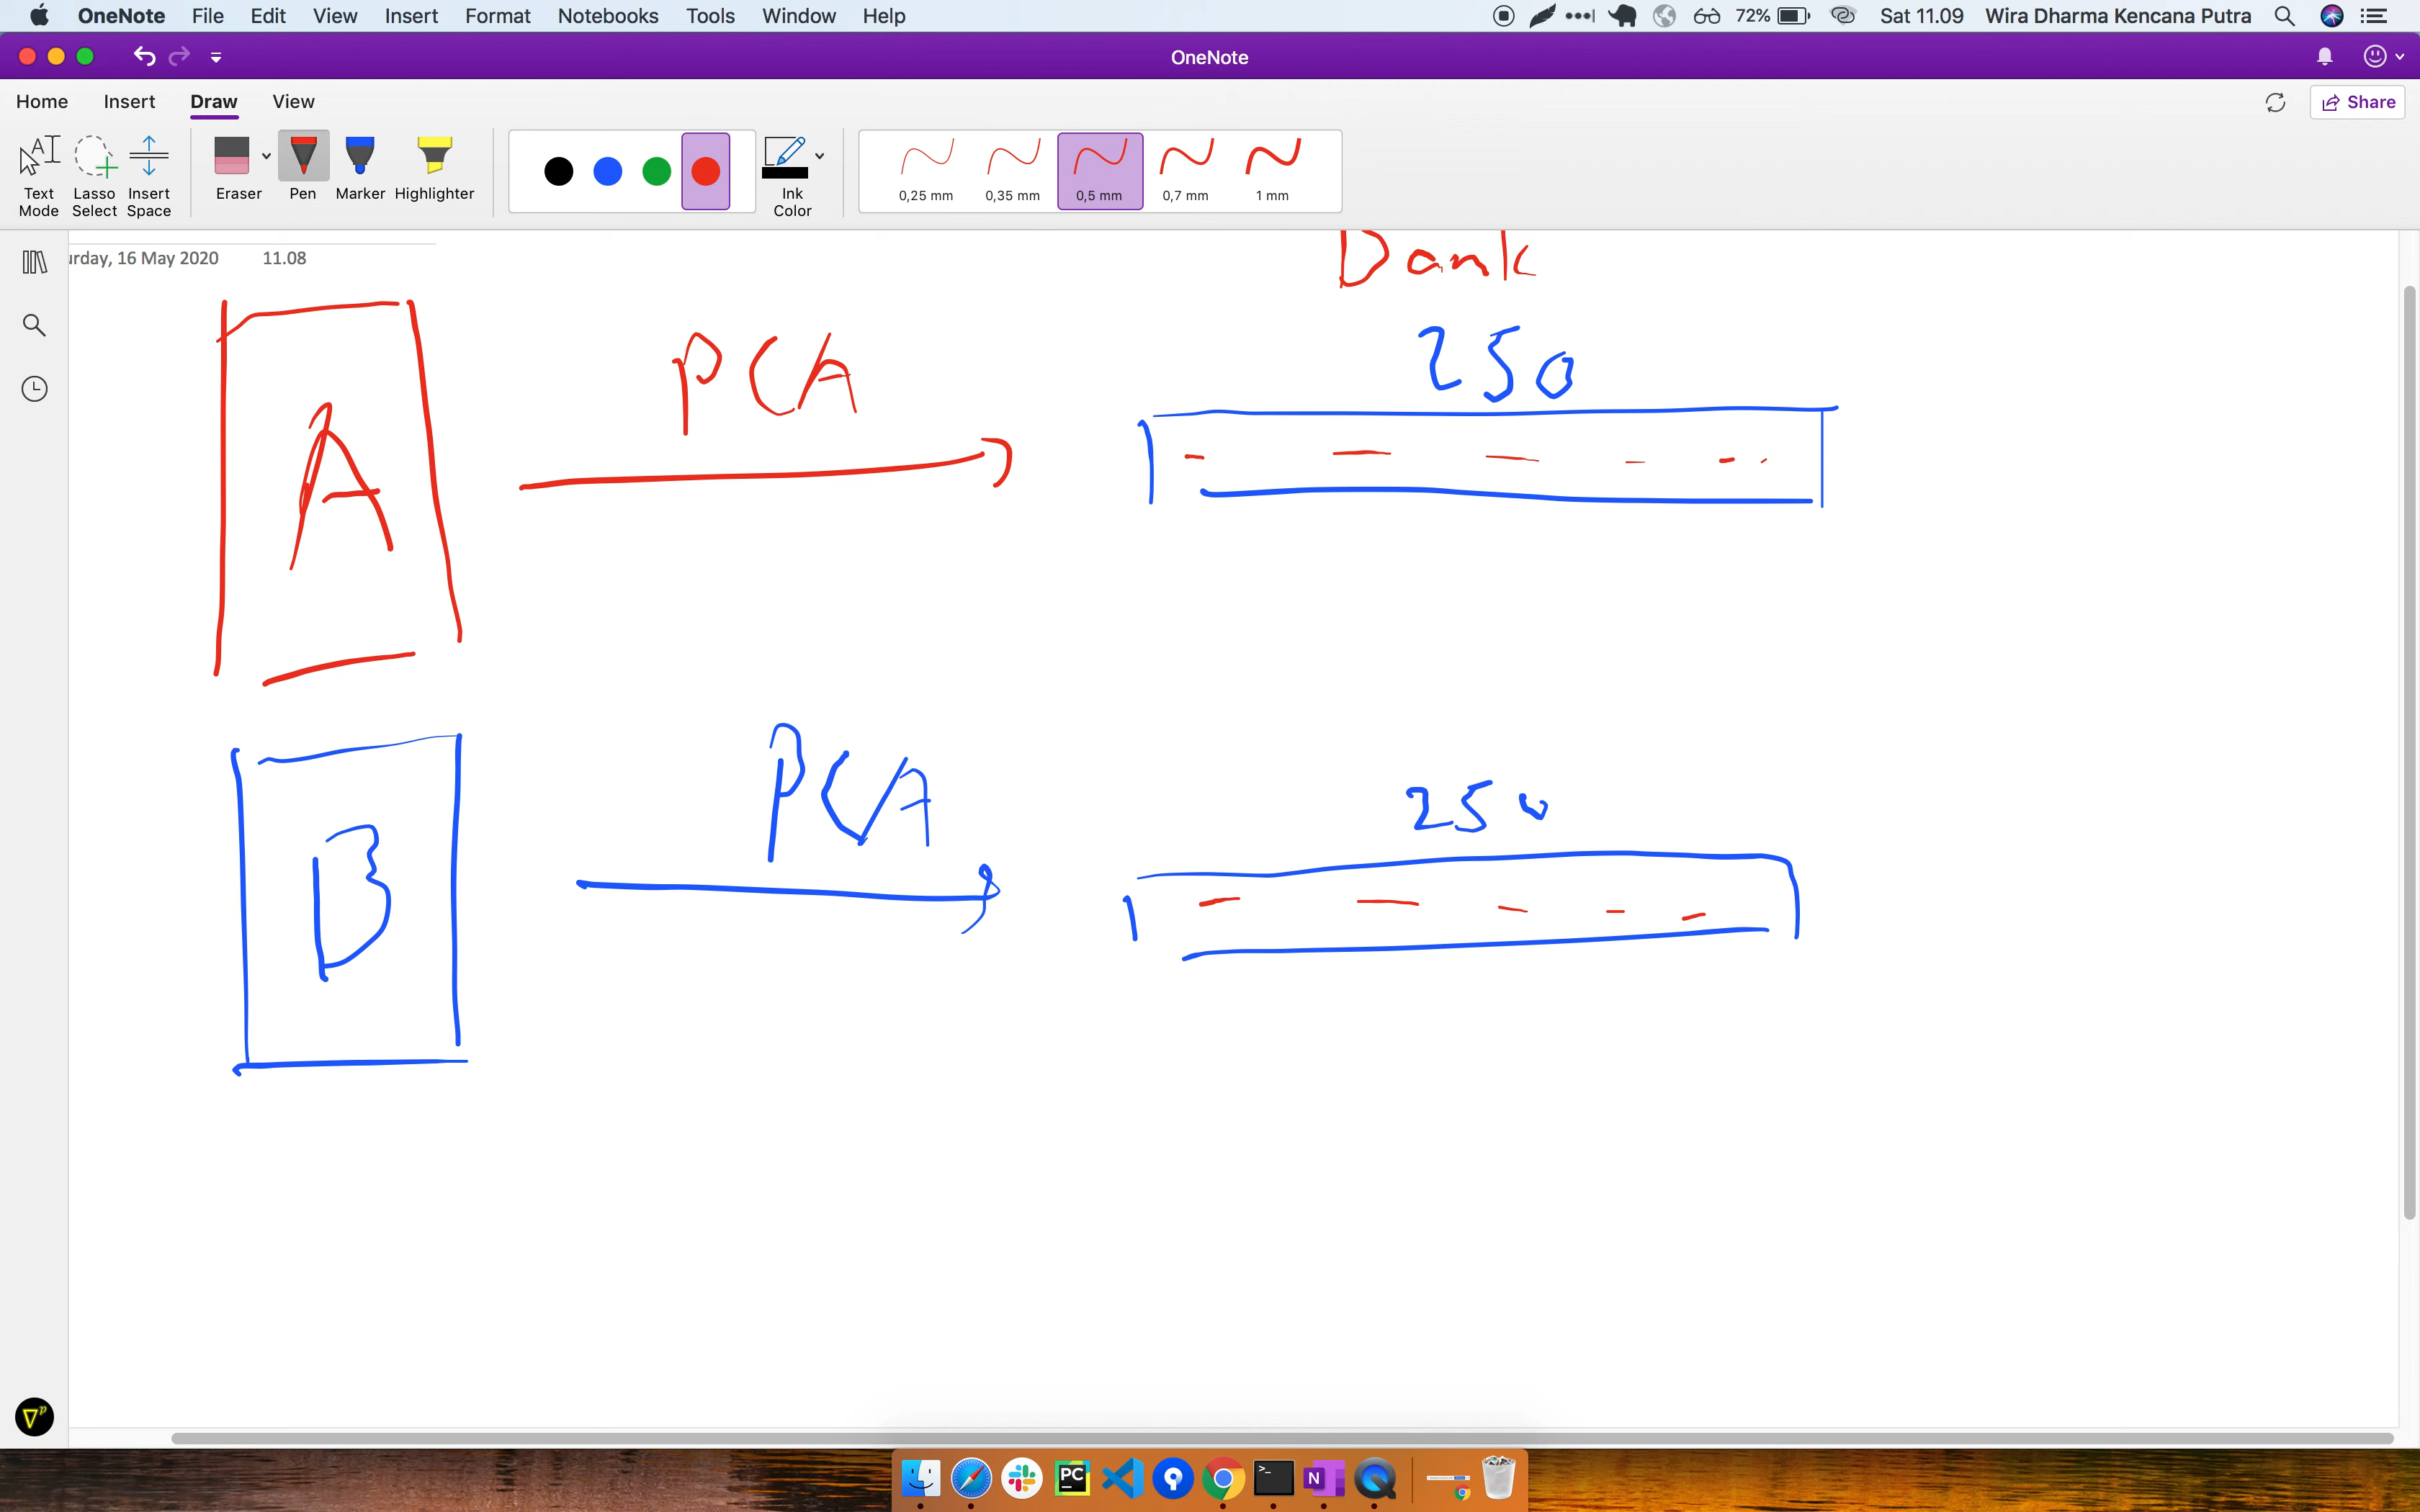 OneNote File Edit View Insert Format Notebooks Tools Window Help 72% Sat 11.09 Wira Dharma Kencana Putra
OneNote
Home Insert Draw View Share
Text Mode
Lasso Select
Insert Space
Eraser
Pen
Marker
Highlighter
Ink Color
0,25 mm
0,35 mm
0,5 mm
0,7 mm
1 mm
urday, 16 May 2020 11.08
Bank
A
PCA
250
B
PCA
250
PC
N